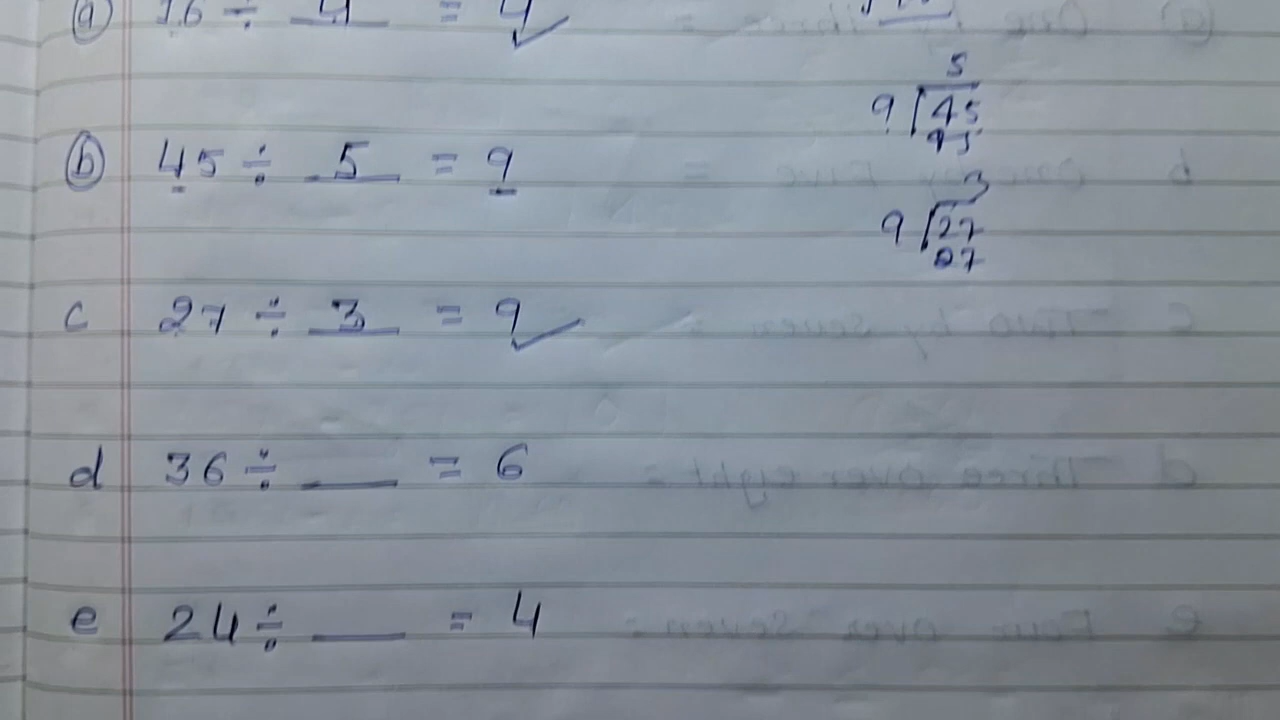 a 16 ÷ 4 = 4
5
9 45
45
b 45 ÷ 5 = 9
3
9 27
27
c 27 ÷ 3 = 9
d 36 ÷ ___ = 6
e 24 ÷ ___ = 4